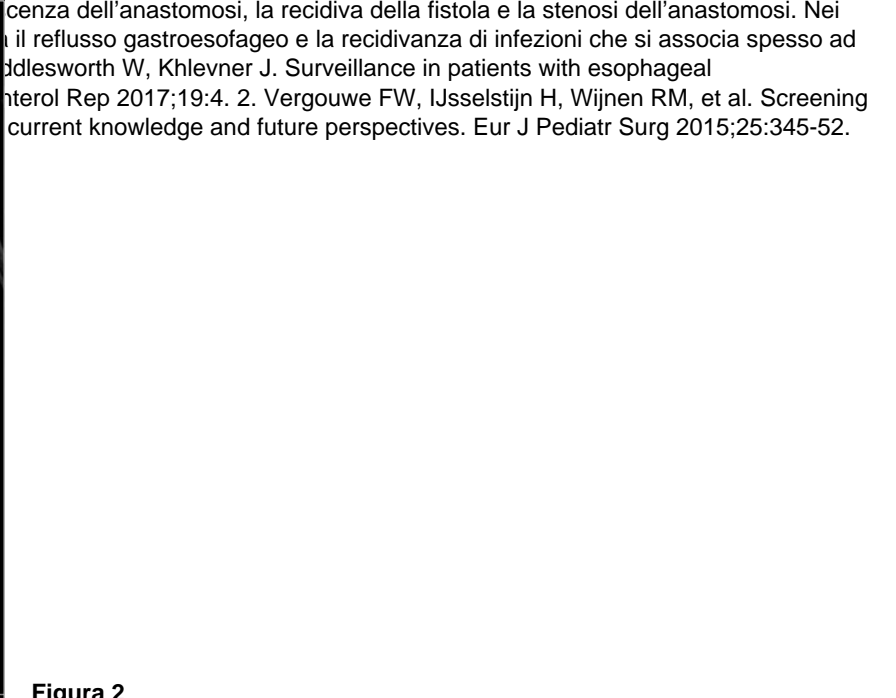 cenza dell'anastomosi, la recidiva della fistola e la stenosi dell'anastomosi. Nei
il reflusso gastroesofageo e la recidivanza di infezioni che si associa spesso ad
ddlesworth W, Khlevner J. Surveillance in patients with esophageal
nterol Rep 2017;19:4. 2. Vergouwe FW, IJsselstijn H, Wijnen RM, et al. Screening
current knowledge and future perspectives. Eur J Pediatr Surg 2015;25:345-52.
Figura 2